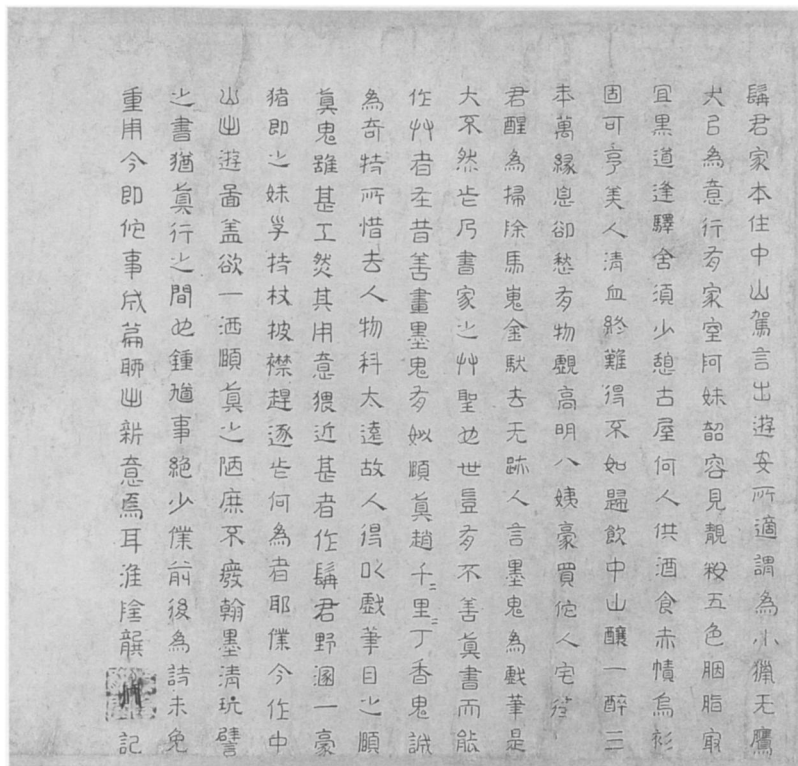 髯君家本住中山駕言出遊安所適謂為小獵无鷹
犬㠯為意行有家室阿妹韶容見靚妝五色胭脂㝡
宜黑道逢驛舍須少憩古屋何人供酒食赤幘烏衫
固可亨美人清血終難得不如歸飲中山釀一醉三
年萬緣息卻愁有物覷高明八姨豪買佗人宅待
君醒為掃除馬嵬金馱去无跡人言墨鬼為戲筆是
大不然此乃書家之艸聖也世豈有不善真書而能
作艸者在昔善畫墨鬼有姒頤真趙千〻里〻丁香鬼誠
為奇特所惜去人物科太遠故人得以戲筆目之頤
真鬼雖甚工然其用意猥近甚者作髯君野溷一豪
豬即之妹子持杖披襟趕逐此何為者耶僕今作中
山出遊圖蓋欲一洒頤真之陋庶不廢翰墨清玩譬
之書猶真行之間也鍾馗事絕少僕前後為詩未免
重用今即佗事成篇聊出新意焉耳淮陰龔記